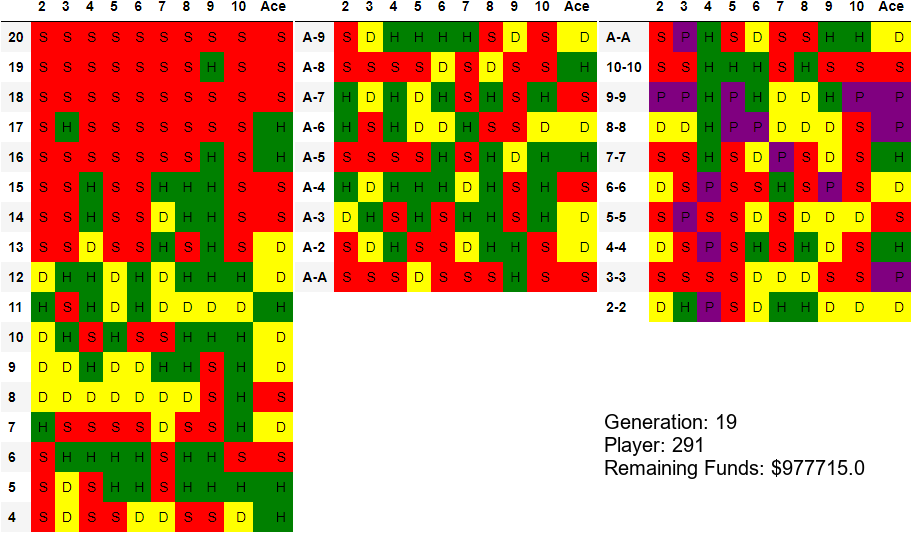 2 3 4 5 6 7 8 9 10 Ace
20 S S S S S S S S S S
19 S S S S S S S H S S
18 S S S S S S S S S S
17 S H S S S S S S S H
16 S S S S S S S H S H
15 S S H S S H H H S S
14 S S H S S D H H S S
13 S S D S S H S H S D
12 D H H D H D H H H D
11 H S H D H D D D D H
10 D H S H S S H H H D
9 D D H D D H H S H D
8 D D D D D D D S H S
7 H S S S S D S S H D
6 S H H H H S H H S S
5 S D S H H S H H H H
4 S D S S D D S S D H
2 3 4 5 6 7 8 9 10 Ace
A-9 S D H H H H S D S D
A-8 S S S S D S D S S H
A-7 H D H D H S H S H S
A-6 H S H D D H S S D D
A-5 S S S S H S H D H H
A-4 H D H H H D H S H S
A-3 D H S H S H H S H D
A-2 S D H S S D H H S D
A-A S S S D S S S H S S
2 3 4 5 6 7 8 9 10 Ace
A-A S P H S D S S H H D
10-10 S S H H H S H S S S
9-9 P P H P H D D H P P
8-8 D D H P P D D D S P
7-7 S S H S D P S D S H
6-6 D S P S S H S P S D
5-5 S P S S D S D D D S
4-4 D S P S H S H D S H
3-3 S S S S D D D S S P
2-2 D H P S D H H D D D
Generation: 19
Player: 291
Remaining Funds: $977715.0